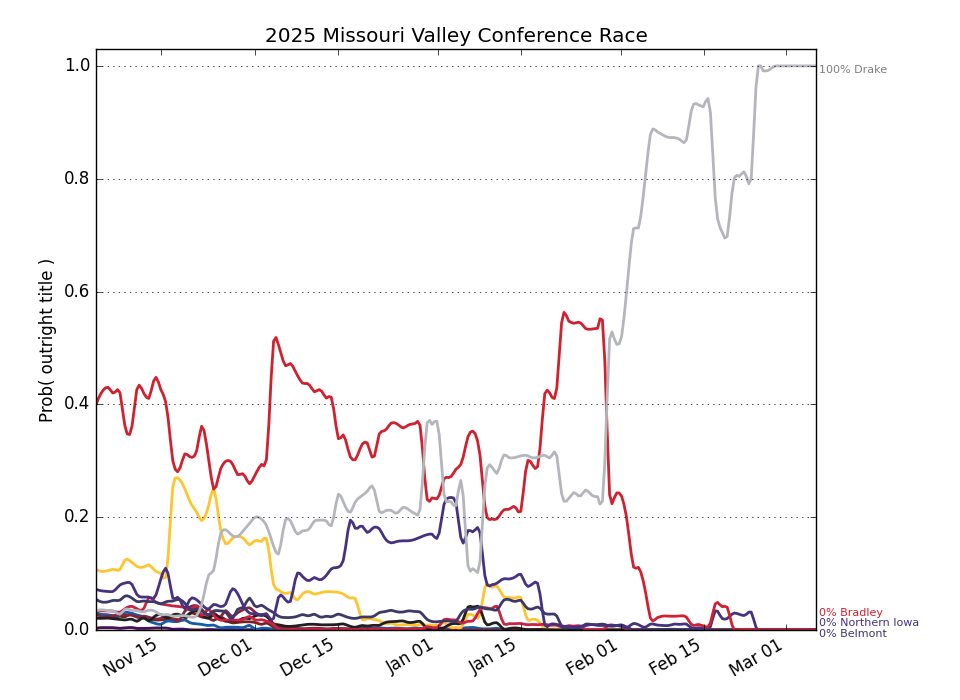 2025 Missouri Valley Conference Race
Prob( outright title )
1.0
0.8
0.6
0.4
0.2
0.0
Nov 15
Dec 01
Dec 15
Jan 01
Jan 15
Feb 01
Feb 15
Mar 01
100% Drake
0% Bradley
0% Northern Iowa
0% Belmont